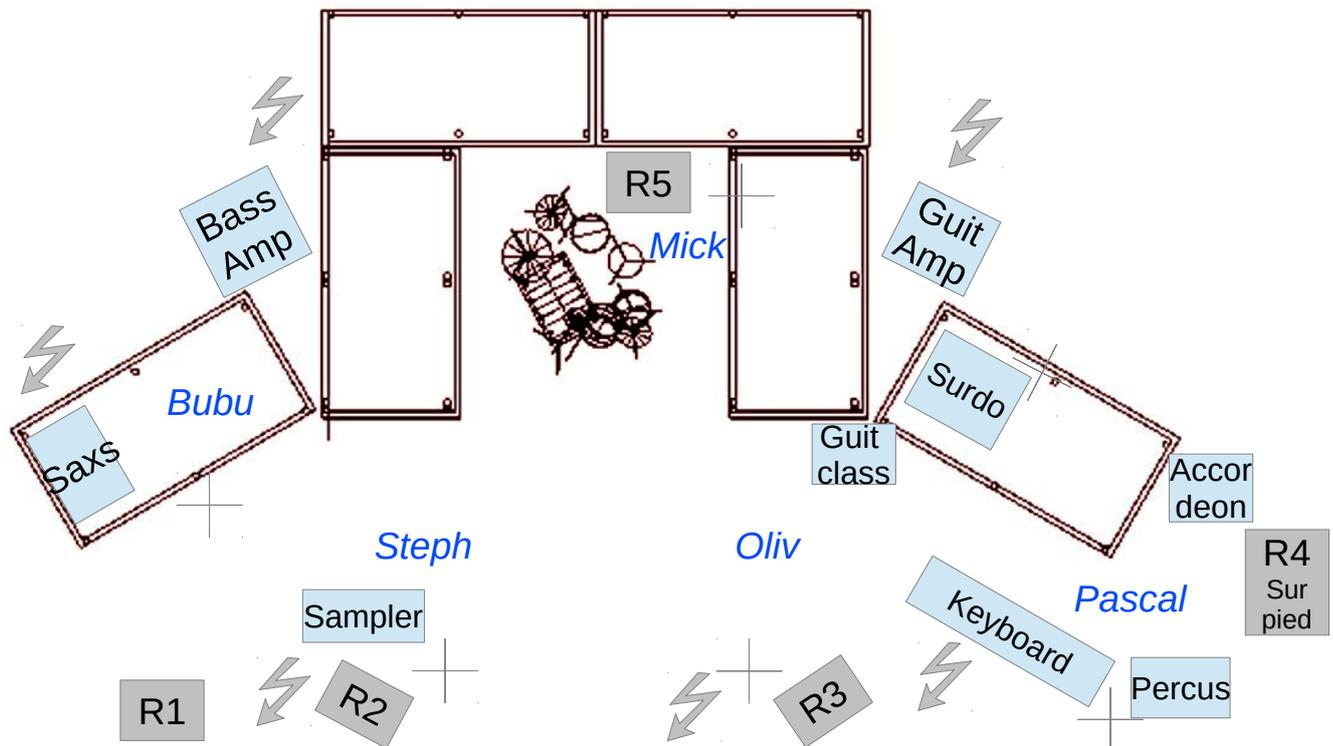 R5
Bass
Amp
Guit
Amp
Mick
Bubu
Surdo
Saxs
Guit
class
Accor
deon
Steph
Oliv
R4
Sur
pied
Pascal
Sampler
Keyboard
Percus
R1
R2
R3